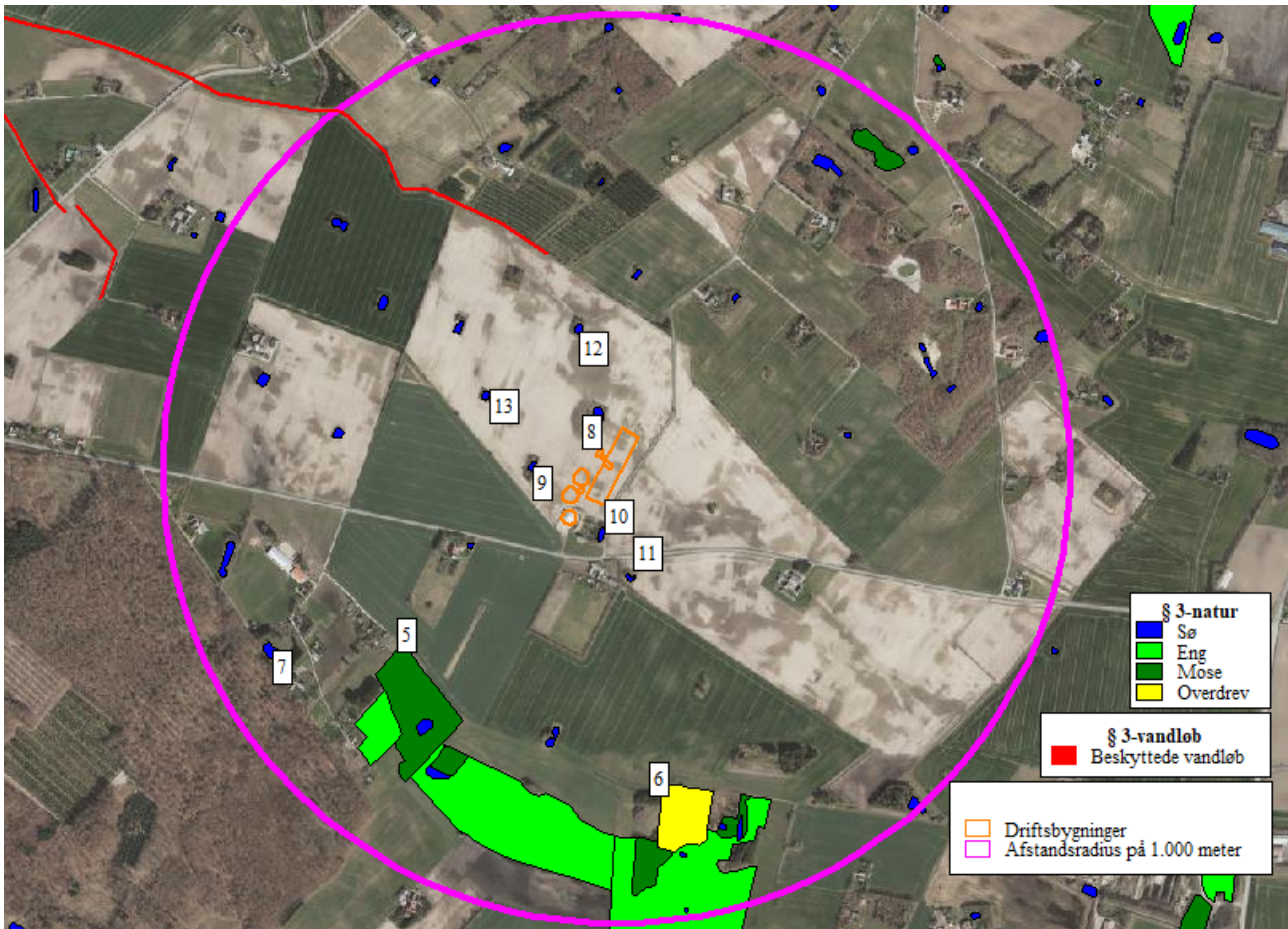 12
13
8
9
10
11
5
7
6
§ 3-natur
Sø
Eng
Mose
Overdrev
§ 3-vandløb
Beskyttede vandløb
Driftsbygninger
Afstandsradius på 1.000 meter